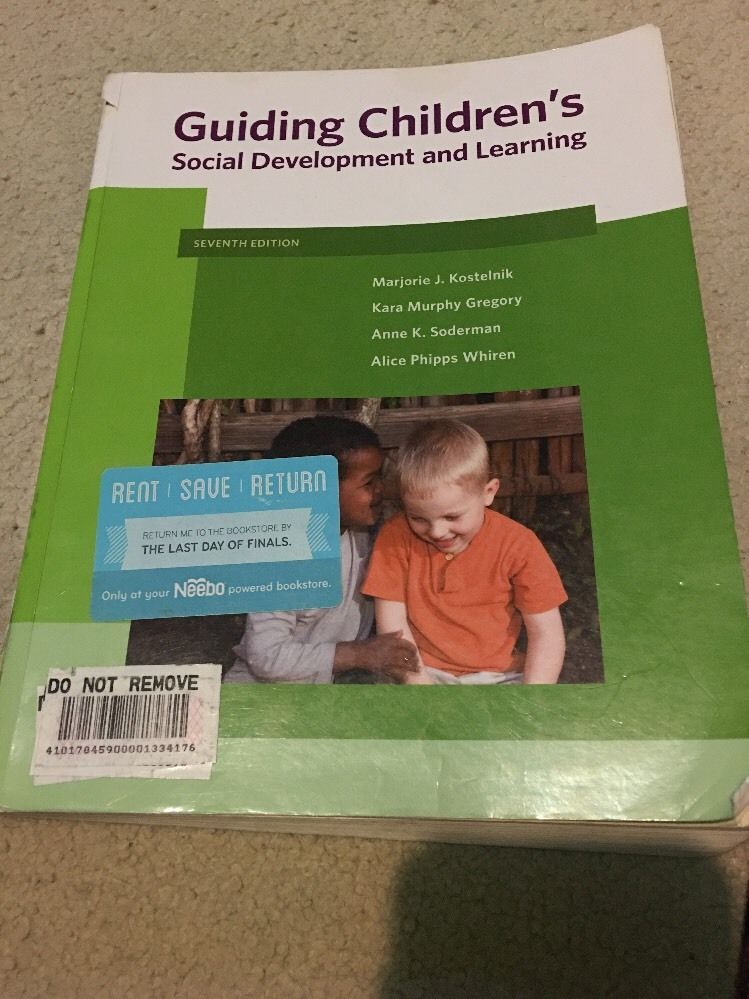 Guiding Children's
Social Development and Learning
SEVENTH EDITION
Marjorie J. Kostelnik
Kara Murphy Gregory
Anne K. Soderman
Alice Phipps Whiren
RENT | SAVE | RETURN
RETURN ME TO THE BOOKSTORE BY
THE LAST DAY OF FINALS.
Only at your Neebo powered bookstore.
DO NOT REMOVE
41017845900001334176